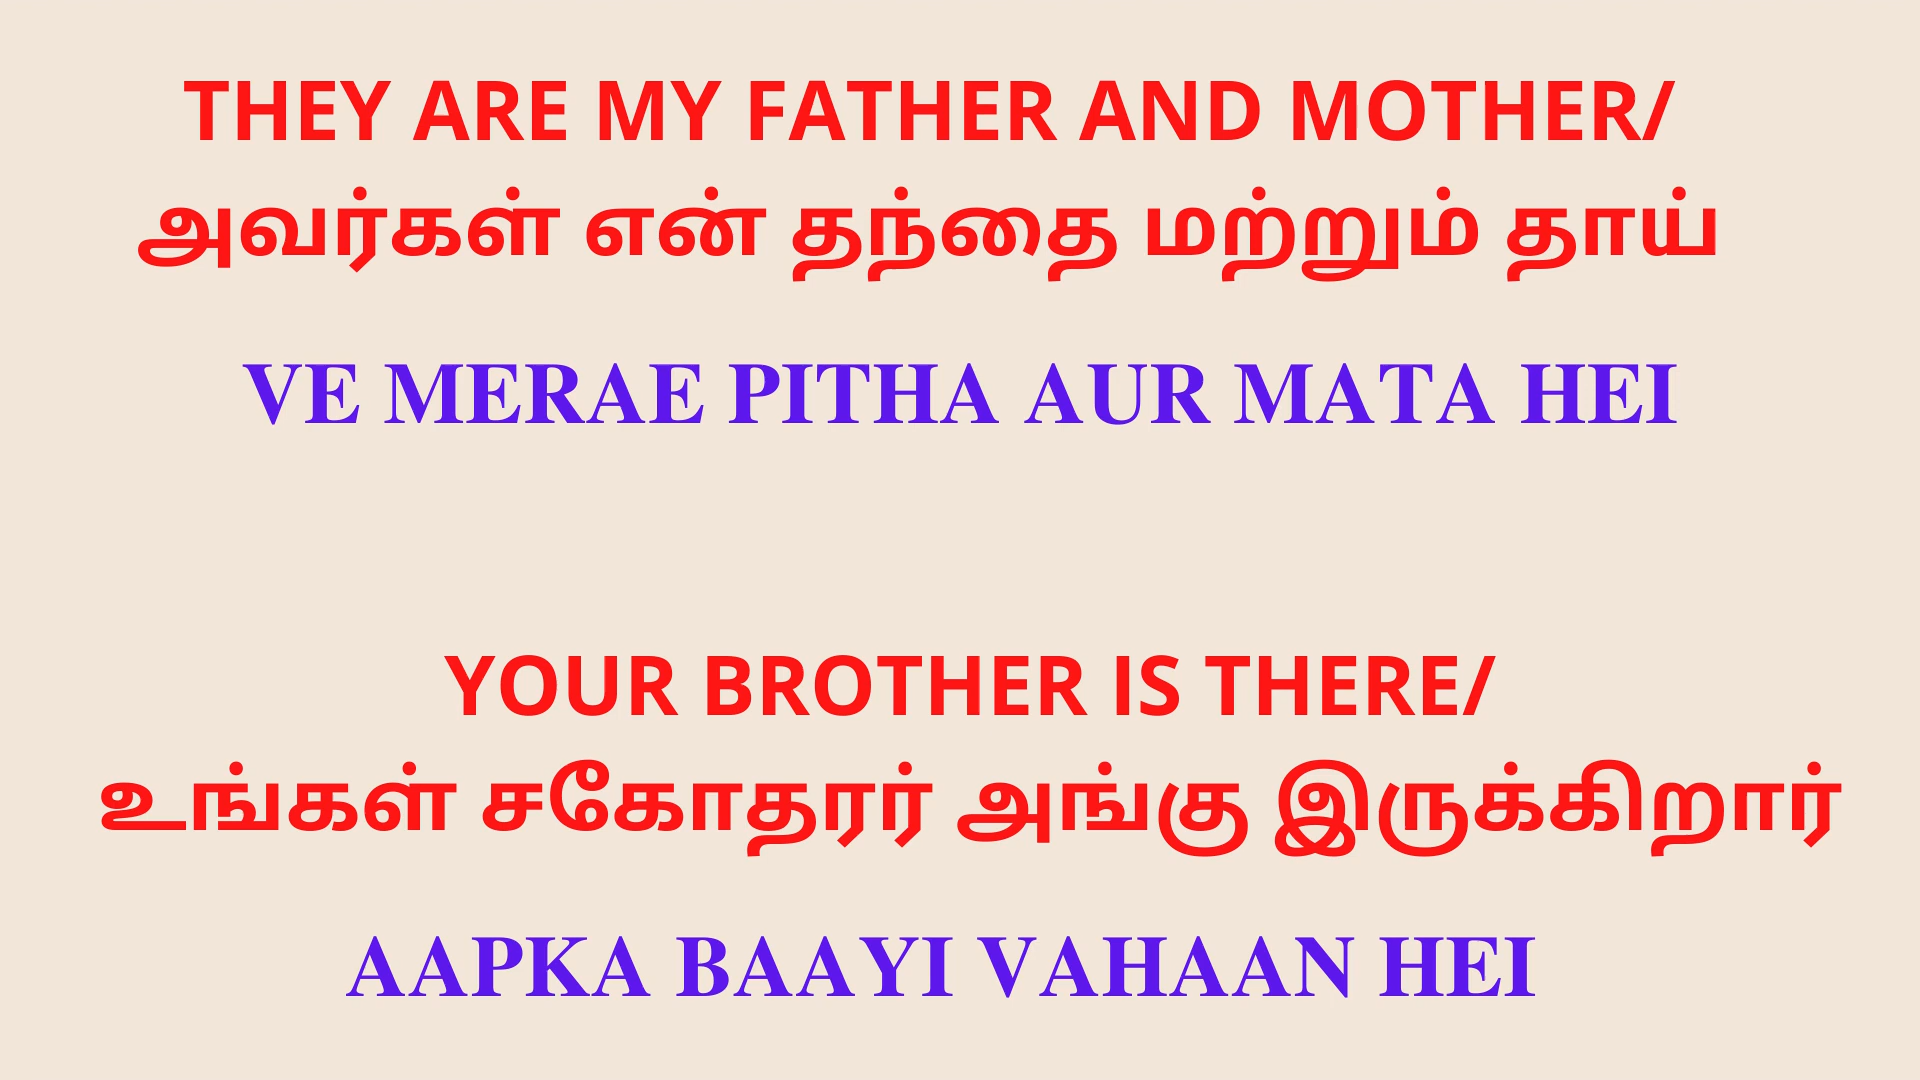 THEY ARE MY FATHER AND MOTHER/
அவர்கள் என் தந்தை மற்றும் தாய்
VE MERAE PITHA AUR MATA HEI
YOUR BROTHER IS THERE/
உங்கள் சகோதரர் அங்கு இருக்கிறார்
AAPKA BAAYI VAHAAN HEI